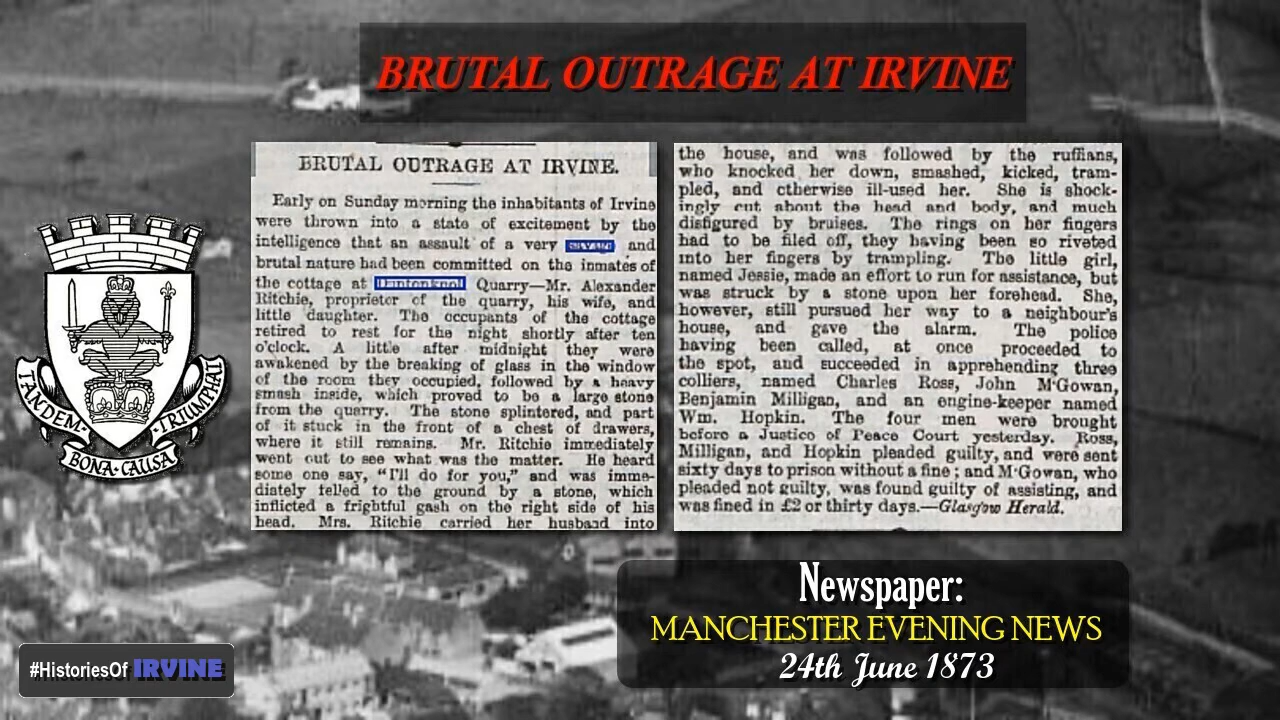 BRUTAL OUTRAGE AT IRVINE
BRUTAL OUTRAGE AT IRVINE.
Early on Sunday morning the inhabitants of Irvine
were thrown into a state of excitement by the
intelligence that an assault of a very savage and
brutal nature had been committed on the inmates of
the cottage at Quarry—Mr. Alexander
Ritchie, proprietor of the quarry, his wife, and
little daughter. The occupants of the cottage
retired to rest for the night shortly after ten
o'clock. A little after midnight they were
awakened by the breaking of glass in the window
of the room they occupied, followed by a heavy
smash inside, which proved to be a large stone
from the quarry. The stone splintered, and part
of it stuck in the front of a chest of drawers,
where it still remains. Mr. Ritchie immediately
went out to see what was the matter. He heard
some one say, “I'll do for you,” and was imme-
diately felled to the ground by a stone, which
inflicted a frightful gash on the right side of his
head. Mrs. Ritchie carried her husband into
the house, and was followed by the ruffians,
who knocked her down, smashed, kicked, tram-
pled, and otherwise ill-used her. She is shock-
ingly cut about the head and body, and much
disfigured by bruises. The rings on her fingers
had to be filed off, they having been so riveted
into her fingers by trampling. The little girl,
named Jessie, made an effort to run for assistance, but
was struck by a stone upon her forehead. She,
however, still pursued her way to a neighbour's
house, and gave the alarm. The police
having been called, at once proceeded to
the spot, and succeeded in apprehending three
colliers, named Charles Ross, John M'Gowan,
Benjamin Milligan, and an engine-keeper named
Wm. Hopkin. The four men were brought
before a Justice of Peace Court yesterday. Ross,
Milligan, and Hopkin pleaded guilty, and were sent
sixty days to prison without a fine; and M'Gowan, who
pleaded not guilty, was found guilty of assisting, and
was fined in £2 or thirty days.—Glasgow Herald.
TANDEM·TRIUMPHAT
BONA·CAUSA
Newspaper:
MANCHESTER EVENING NEWS
24th June 1873
#HistoriesOf IRVINE